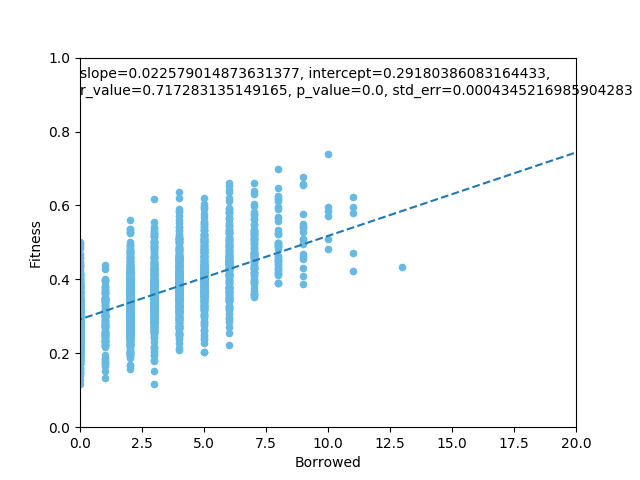 slope=0.022579014873631377, intercept=0.29180386083164433,
r_value=0.717283135149165, p_value=0.0, std_err=0.0004345216985904283
1.0
0.8
0.6
0.4
0.2
0.0
Fitness
0.0 2.5 5.0 7.5 10.0 12.5 15.0 17.5 20.0
Borrowed